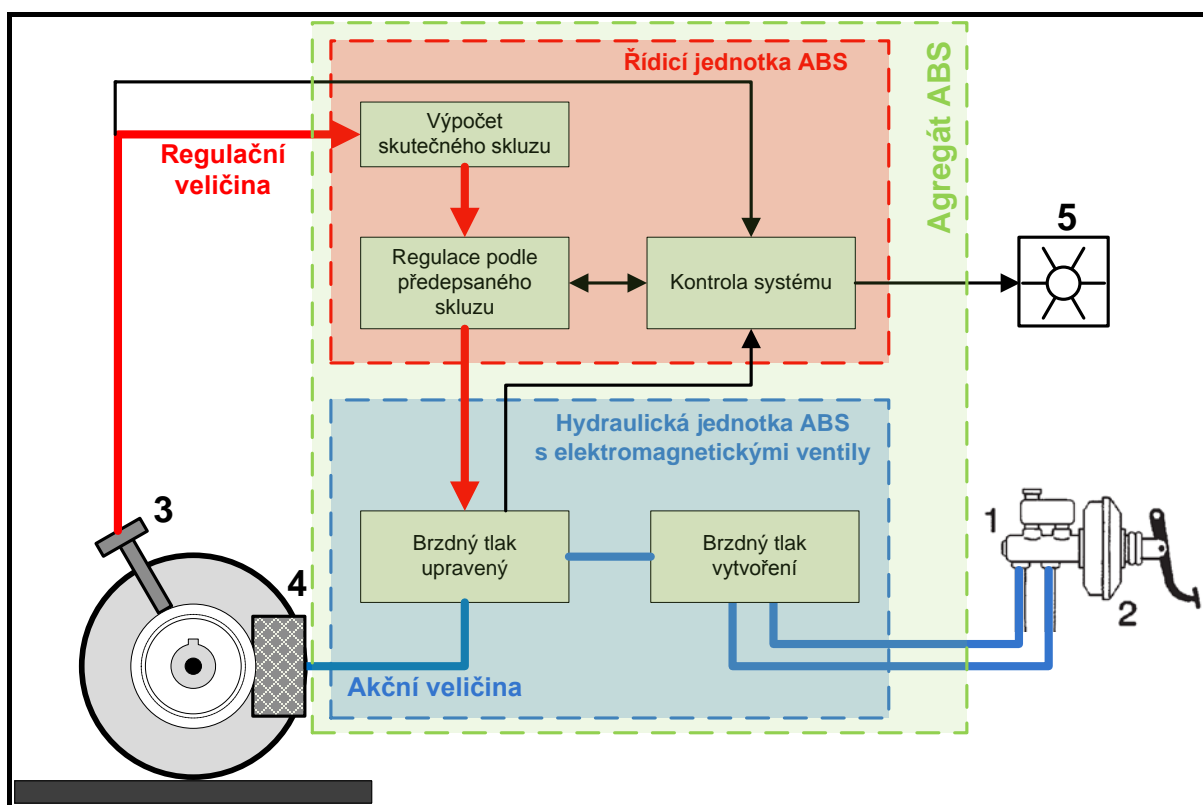 Řídicí jednotka ABS
Agregát ABS
Výpočet
skutečného skluzu
Regulační
veličina
Regulace podle
předepsaného
skluzu
Kontrola systému
5
Hydraulická jednotka ABS
s elektromagnetickými ventily
3
Brzdný tlak
upravený
Brzdný tlak
vytvoření
1
2
4
Akční veličina